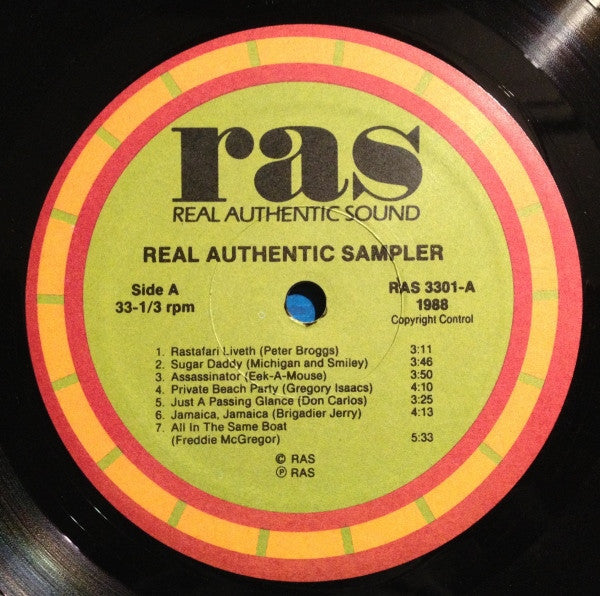 ras
REAL AUTHENTIC SOUND
REAL AUTHENTIC SAMPLER
Side A
33-1/3 rpm
RAS 3301-A
1988
Copyright Control
1. Rastafari Liveth (Peter Broggs) 3:11
2. Sugar Daddy (Michigan and Smiley) 3:46
3. Assassinator (Eek-A-Mouse) 3:50
4. Private Beach Party (Gregory Isaacs) 4:10
5. Just A Passing Glance (Don Carlos) 3:25
6. Jamaica, Jamaica (Brigadier Jerry) 4:13
7. All In The Same Boat
(Freddie McGregor) 5:33
© RAS
℗ RAS